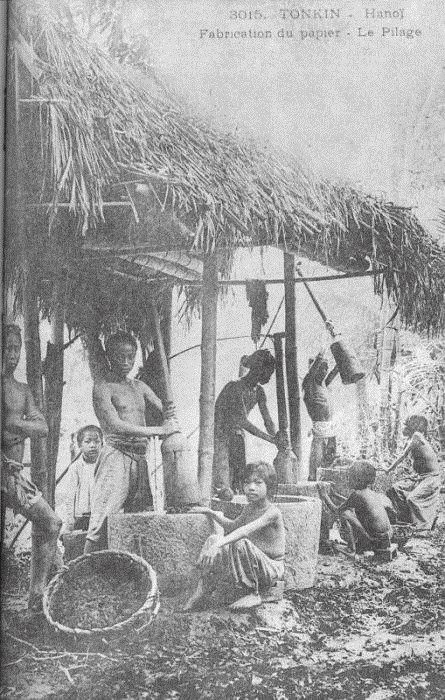 3015. TONKIN - Hanoï
Fabrication du papier - Le Pilage